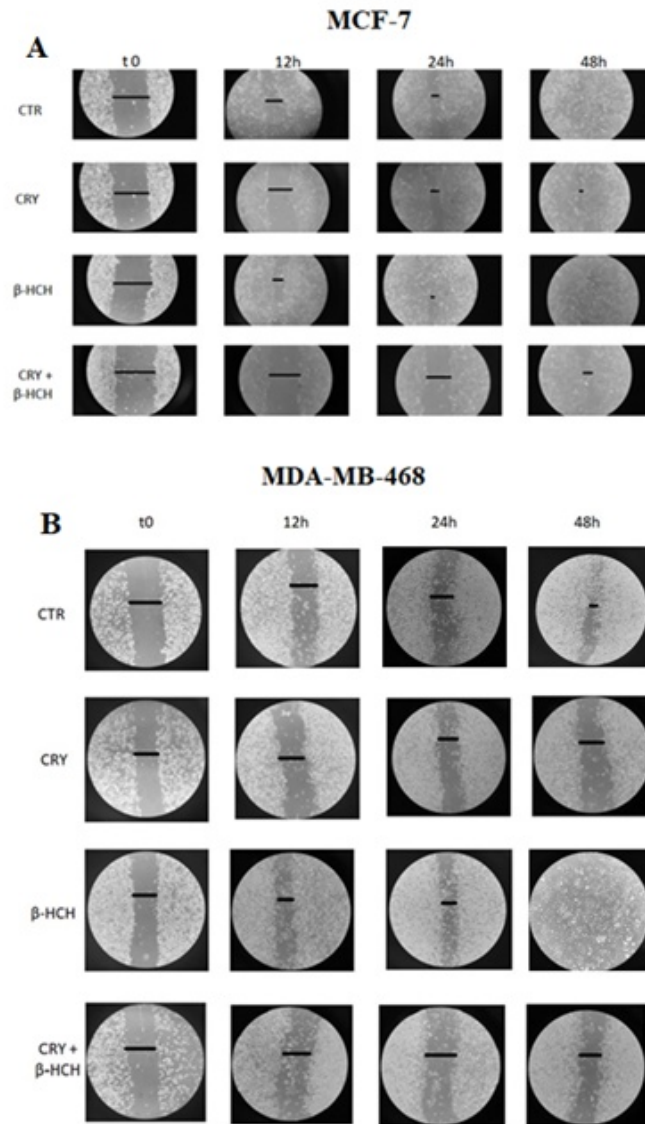 MCF-7
A
t 0 12h 24h 48h
CTR
CRY
β-HCH
CRY +
β-HCH
MDA-MB-468
B
t0 12h 24h 48h
CTR
CRY
β-HCH
CRY +
β-HCH